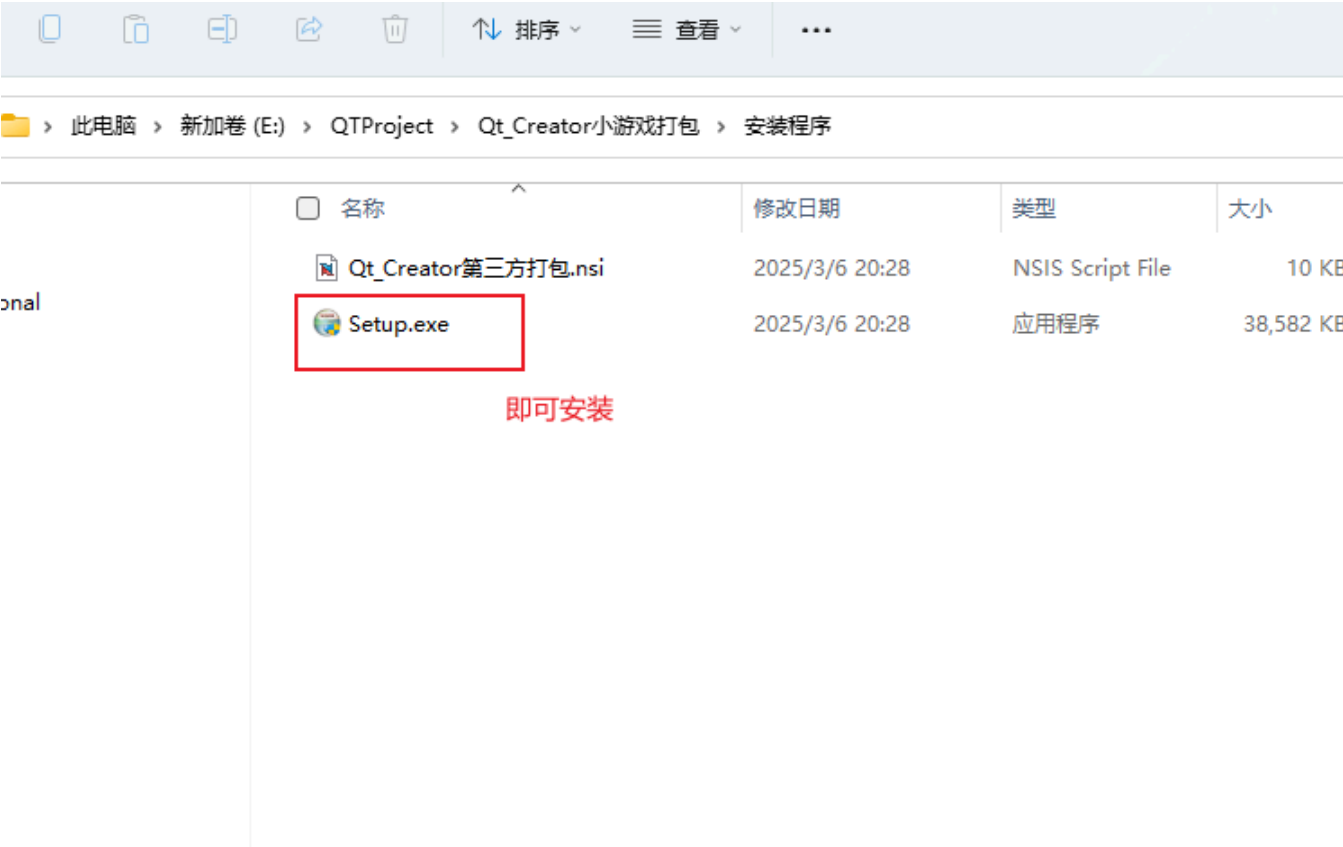 排序 查看 ...
此电脑 > 新加卷 (E:) > QTProject > Qt_Creator小游戏打包 > 安装程序
名称 修改日期 类型 大小
Qt_Creator第三方打包.nsi 2025/3/6 20:28 NSIS Script File 10 KB
onal
Setup.exe 2025/3/6 20:28 应用程序 38,582 KB
即可安装